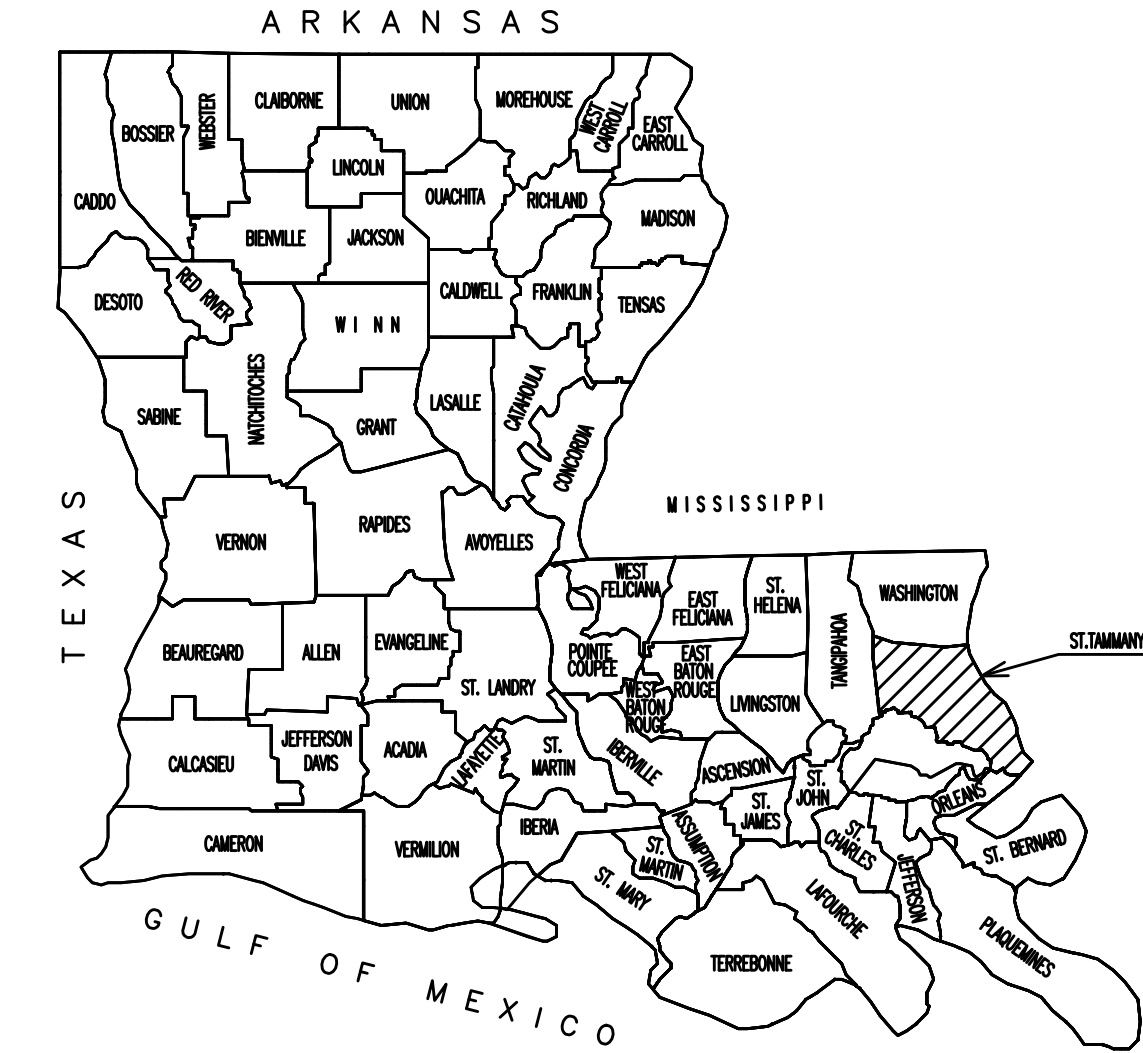 ARKANSAS
CLAIBORNE
UNION
MOREHOUSE
WEBSTER
WEST
CARROLL
BOSSIER
EAST
CARROLL
LINCOLN
CADDO
OUACHITA
RICHLAND
MADISON
BIENVILLE
JACKSON
RED RIVER
DESOTO
CALDWELL
FRANKLIN
TENSAS
WINN
NATCHITOCHES
CATAHOULA
LASALLE
SABINE
GRANT
CONCORDIA
TEXAS
MISSISSIPPI
RAPIDES
VERNON
AVOYELLES
WEST
FELICIANA
EAST
FELICIANA
ST.
HELENA
WASHINGTON
TANGIPAHOA
ST.TAMMANY
BEAUREGARD
ALLEN
EVANGELINE
POINTE
COUPEE
EAST
BATON
ROUGE
WEST
BATON
ROUGE
ST. LANDRY
LIVINGSTON
CALCASIEU
JEFFERSON
DAVIS
ACADIA
LAFAYETTE
ST.
MARTIN
IBERVILLE
ASCENSION
ST.
JOHN
ORLEANS
ST.
JAMES
CAMERON
VERMILION
IBERIA
ASSUMPTION
ST.
CHARLES
ST. BERNARD
ST.
MARTIN
ST. MARY
JEFFERSON
LAFOURCHE
PLAQUEMINES
TERREBONNE
GULF OF MEXICO